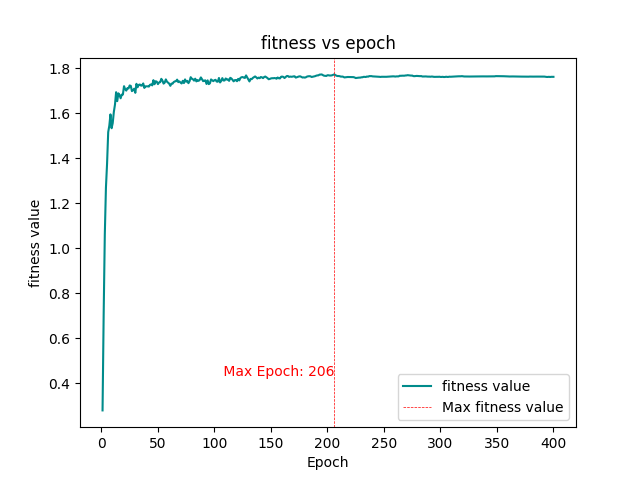 fitness vs epoch
1.8
1.6
1.4
1.2
1.0
0.8
0.6
0.4
fitness value
Max Epoch: 206
fitness value
Max fitness value
0 50 100 150 200 250 300 350 400
Epoch